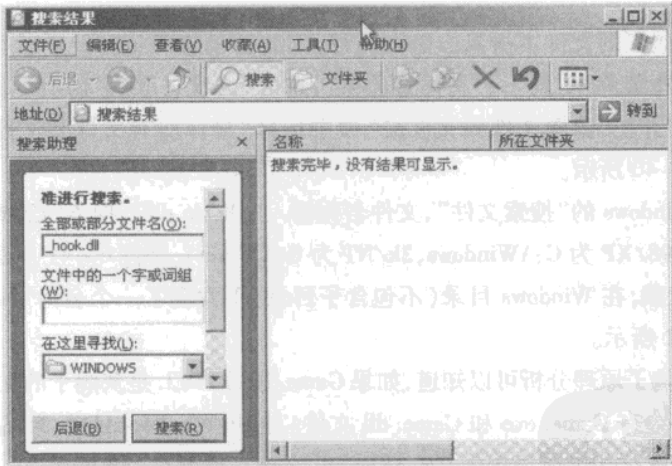 搜索结果
文件(F) 编辑(E) 查看(V) 收藏(A) 工具(T) 帮助(H)
后退 搜索 文件夹
地址(D) 搜索结果 转到
搜索助理 × 名称 所在文件夹
搜索完毕，没有结果可显示。
准进行搜索。
全部或部分文件名(O):
_hook.dll
文件中的一个字或词组
(W):
在这里寻找(L):
WINDOWS
后退(B) 搜索(R)